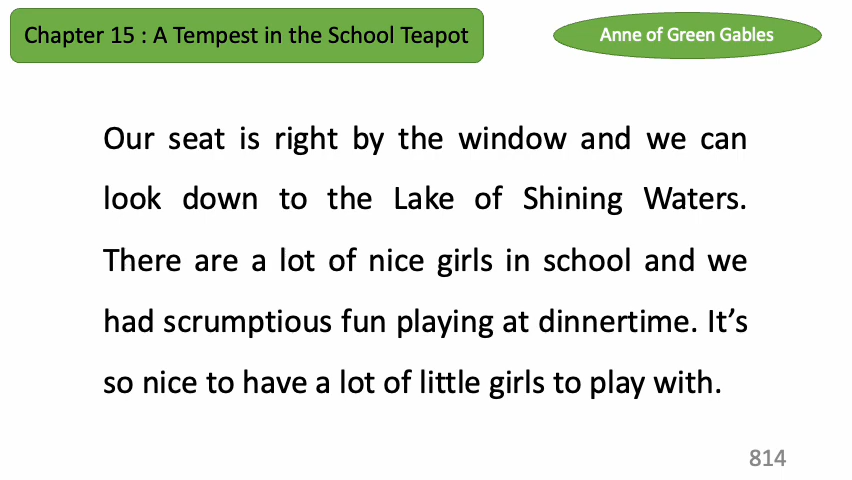 Chapter 15 : A Tempest in the School Teapot
Anne of Green Gables
Our seat is right by the window and we can
look down to the Lake of Shining Waters.
There are a lot of nice girls in school and we
had scrumptious fun playing at dinnertime. It’s
so nice to have a lot of little girls to play with.
814